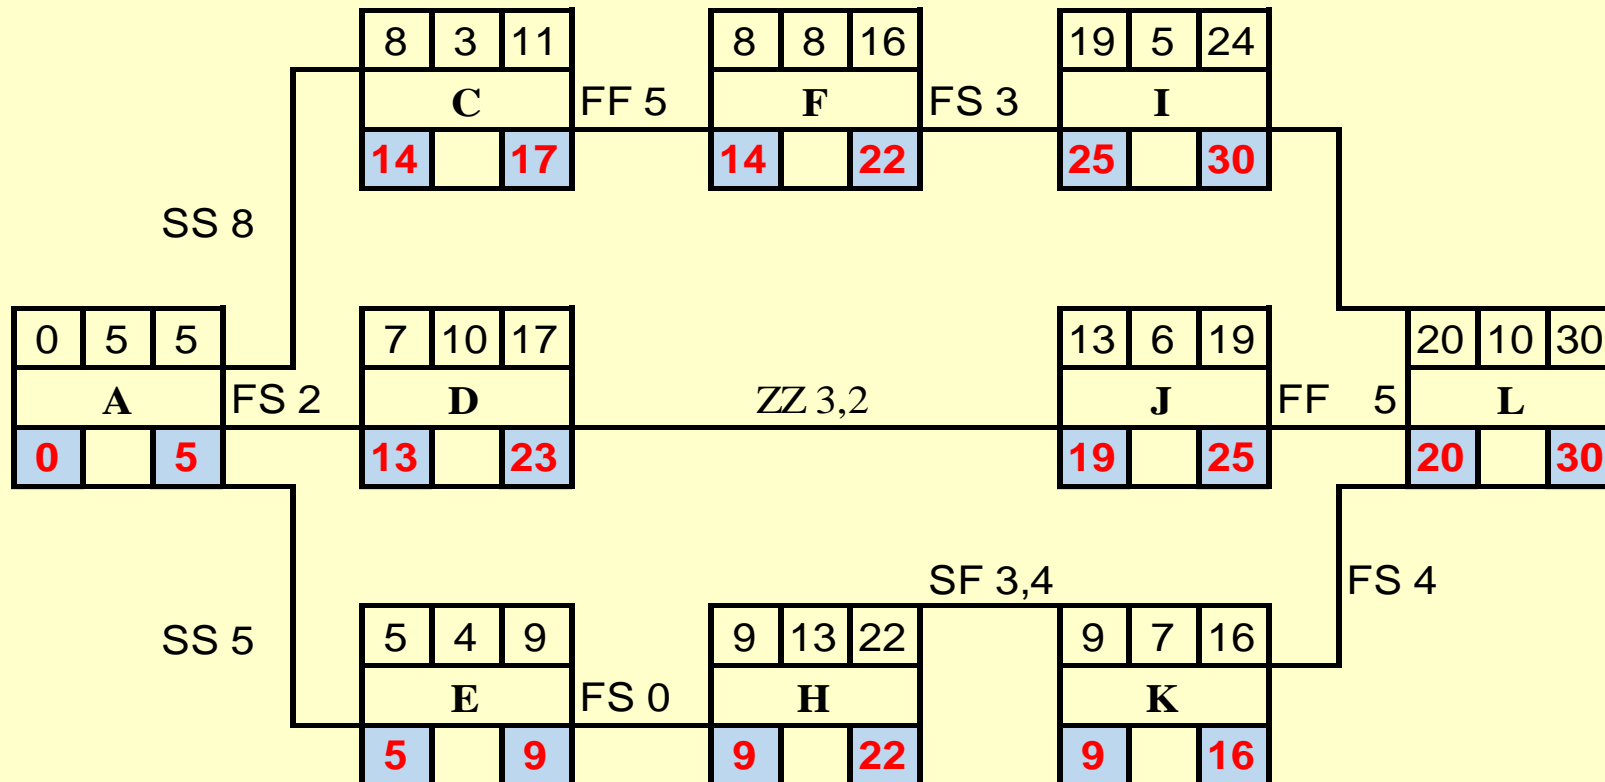 8 3 11
C
14 17
FF 5
8 8 16
F
14 22
FS 3
19 5 24
I
25 30
SS 8
0 5 5
A
0 5
FS 2
7 10 17
D
13 23
ZZ 3,2
13 6 19
J
19 25
FF 5
20 10 30
L
20 30
SS 5
5 4 9
E
5 9
FS 0
9 13 22
H
9 22
SF 3,4
9 7 16
K
9 16
FS 4